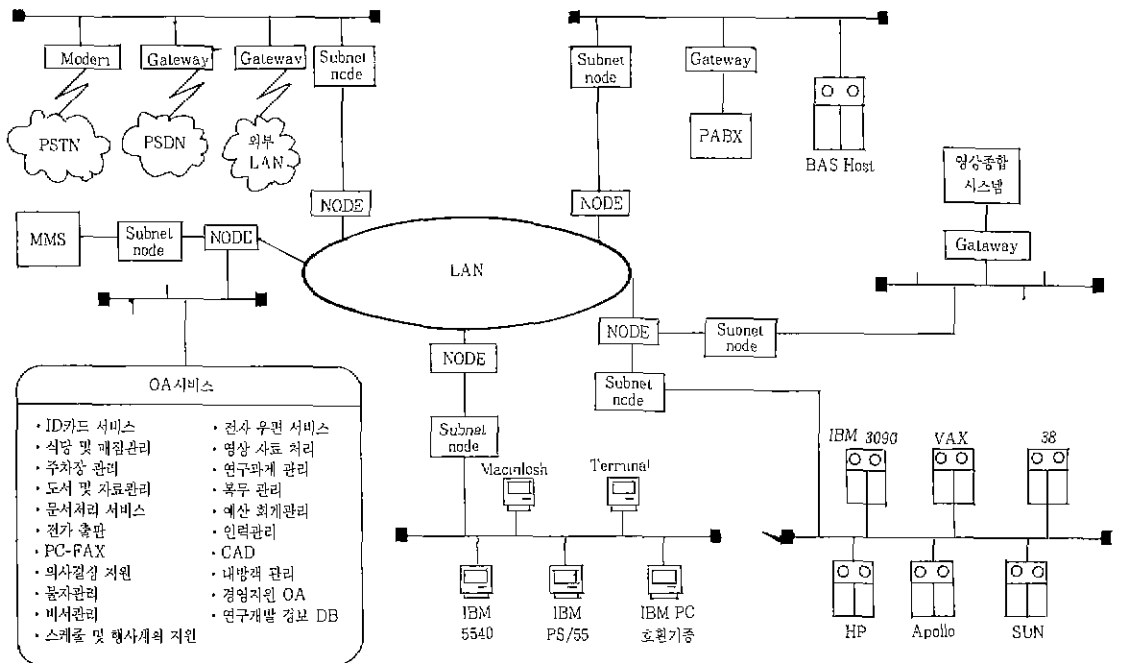 Modem
Gateway
Gateway
Subnet
node
PSTN
PSDN
외부
LAN
NODE
Subnet
node
Gateway
PABX
BAS Host
NODE
영상종합
시스템
Gataway
MMS
Subnet
node
NODE
LAN
NODE
Subnet
node
NODE
Subnet
node
Subnet
node
OA서비스
· ID카드 서비스
· 식당 및 매점관리
· 주차장 관리
· 도서 및 자료관리
· 문서처리 서비스
· 전가 출판
· PC-FAX
· 의사결심 지원
· 물자관리
· 비서관리
· 스케줄 및 행사계획 지원
· 전사 우편 서비스
· 영상 사료 처리
· 연구과제 관리
· 복무 관리
· 예산 회계관리
· 인력관리
· CAD
· 내방객 관리
· 경영지원 OA
· 연구개발 정보 DB
Macintosh
Terminal
IBM
5540
IBM
PS/55
IBM PC
호환기종
IBM 3090
VAX
38
HP
Apollo
SUN